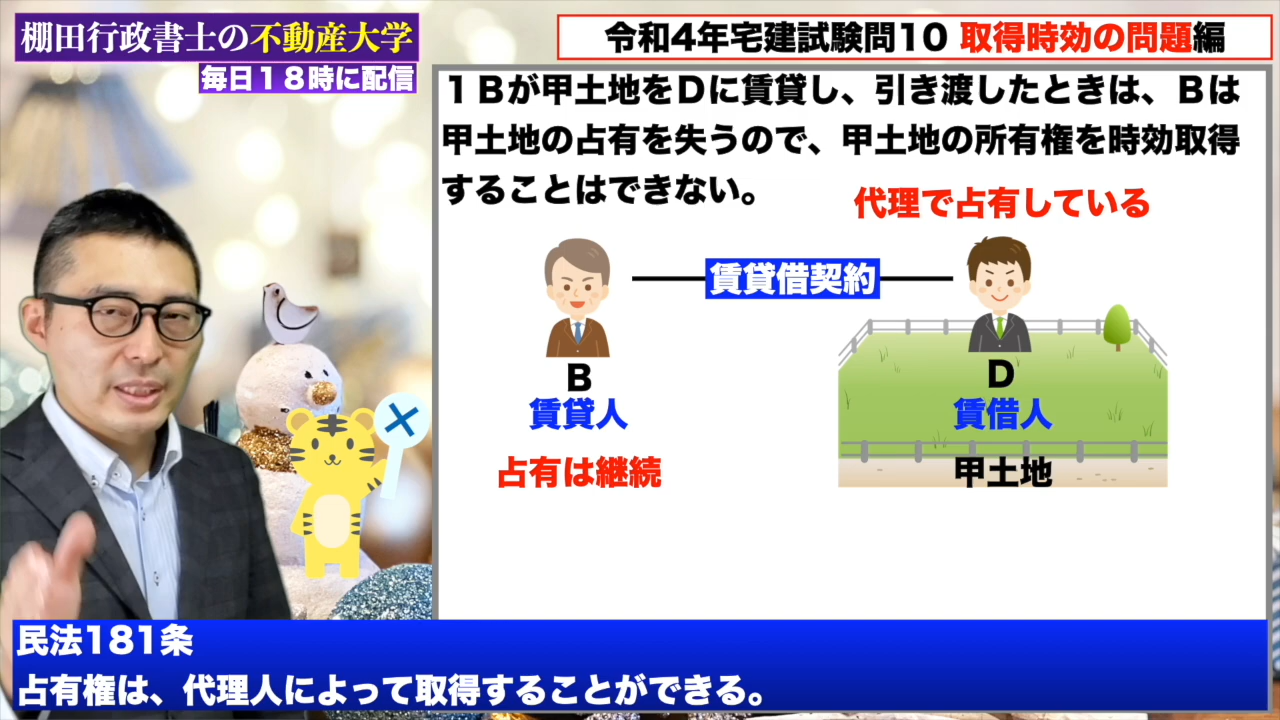 棚田行政書士の不動産大学
毎日１８時に配信
令和4年宅建試験問10 取得時効の問題編
１Ｂが甲土地をＤに賃貸し、引き渡したときは、Ｂは
甲土地の占有を失うので、甲土地の所有権を時効取得
することはできない。
代理で占有している
賃貸借契約
B
賃貸人
占有は継続
D
賃借人
甲土地
民法181条
占有権は、代理人によって取得することができる。